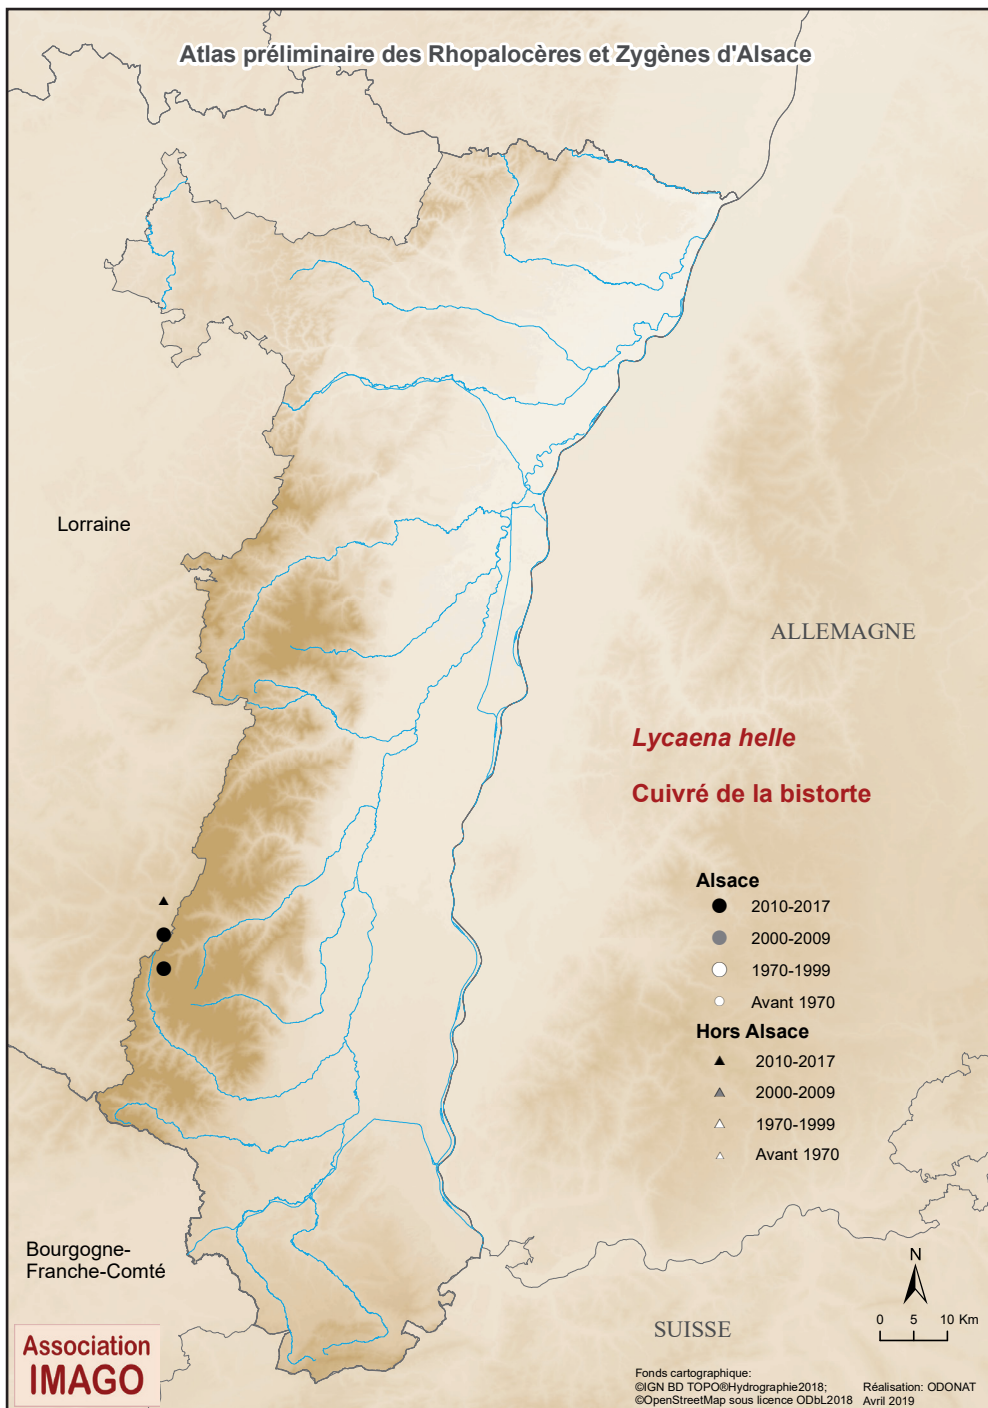 Atlas préliminaire des Rhopalocères et Zygènes d'Alsace
Lorraine
ALLEMAGNE
Lycaena helle
Cuivré de la bistorte
Alsace
2010-2017
2000-2009
1970-1999
Avant 1970
Hors Alsace
2010-2017
2000-2009
1970-1999
Avant 1970
Bourgogne-
Franche-Comté
N
0 5 10 Km
SUISSE
Association
IMAGO
Fonds cartographique:
©IGN BD TOPO®Hydrographie2018;
©OpenStreetMap sous licence ODbL2018
Réalisation: ODONAT
Avril 2019